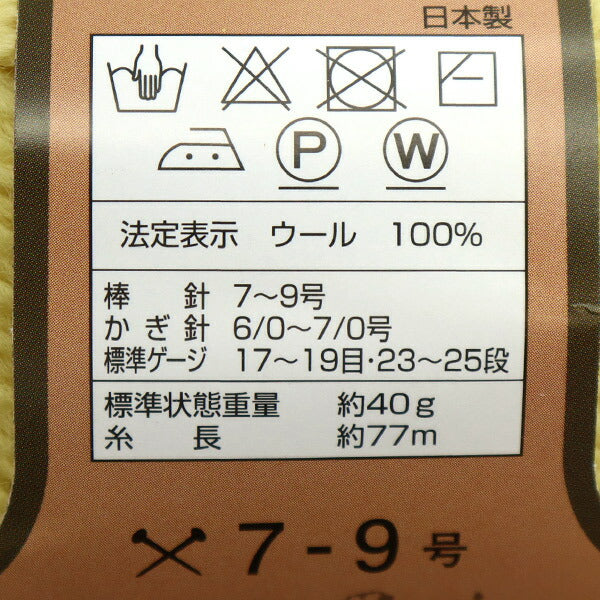 日本製
P W
法定表示 ウール 100%
棒針 7〜9号
かぎ針 6/0〜7/0号
標準ゲージ 17〜19目・23〜25段
標準状態重量 約40g
糸長 約77m
7-9号